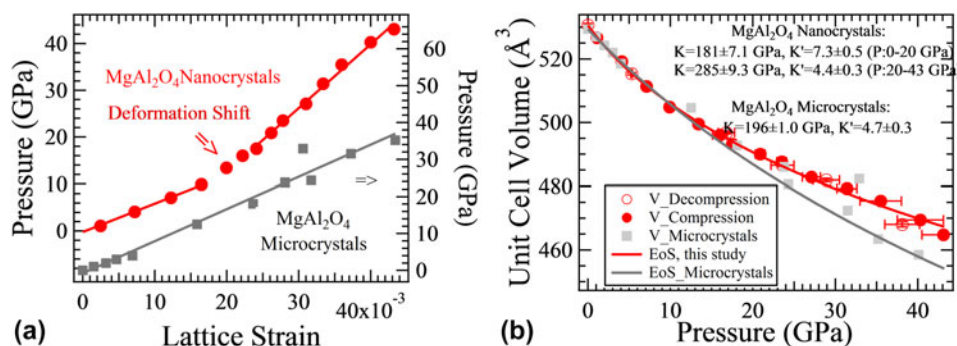 40
30
20
10
0
Pressure (GPa)
MgAl2O4 Nanocrystals
Deformation Shift
⇒
MgAl2O4
Microcrystals
=>
60
50
40
30
20
10
0
Pressure (GPa)
0
10
20
30
40x10⁻³
(a)
Lattice Strain
Unit Cell Volume (Å³)
520
500
480
460
MgAl2O4 Nanocrystals:
K=181±7.1 GPa, K'=7.3±0.5 (P:0-20 GPa)
K=285±9.3 GPa, K'=4.4±0.3 (P:20-43 GPa)
MgAl2O4 Microcrystals:
K=196±1.0 GPa, K'=4.7±0.3
V_Decompression
V_Compression
V_Microcrystals
EoS, this study
EoS_Microcrystals
0
10
20
30
40
(b)
Pressure (GPa)